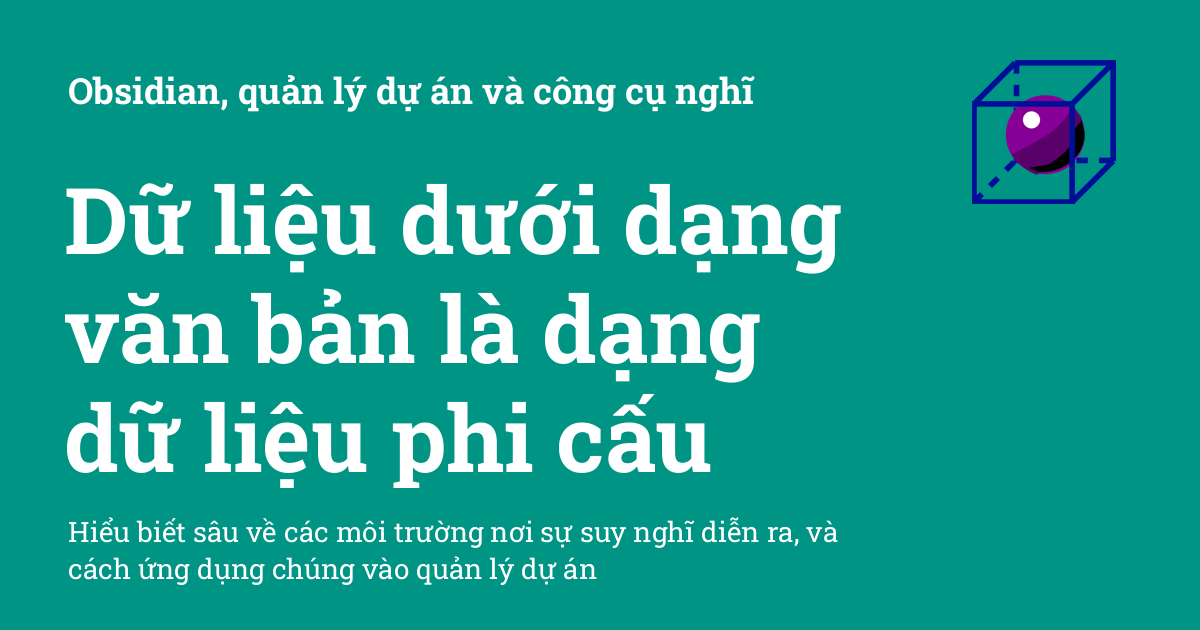 Obsidian, quản lý dự án và công cụ nghĩ
Dữ liệu dưới dạng
văn bản là dạng
dữ liệu phi cấu
Hiểu biết sâu về các môi trường nơi sự suy nghĩ diễn ra, và
cách ứng dụng chúng vào quản lý dự án